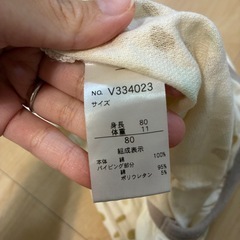 NO. V334023
サイズ
身長 80
体重 11
80
組成表示
本体 綿 100%
パイピング部分
綿 95%
ポリウレタン 5%